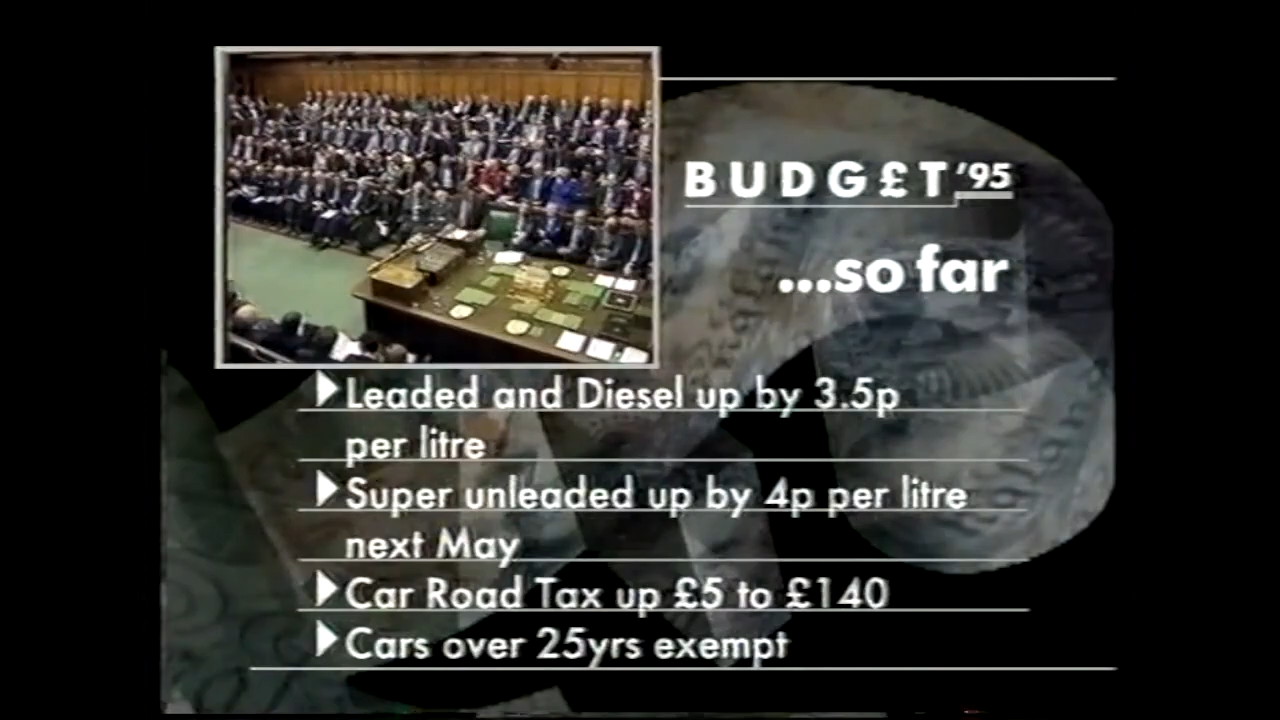 BUDG£T '95
...so far
Leaded and Diesel up by 3.5p
per litre
Super unleaded up by 4p per litre
next May
Car Road Tax up £5 to £140
Cars over 25yrs exempt